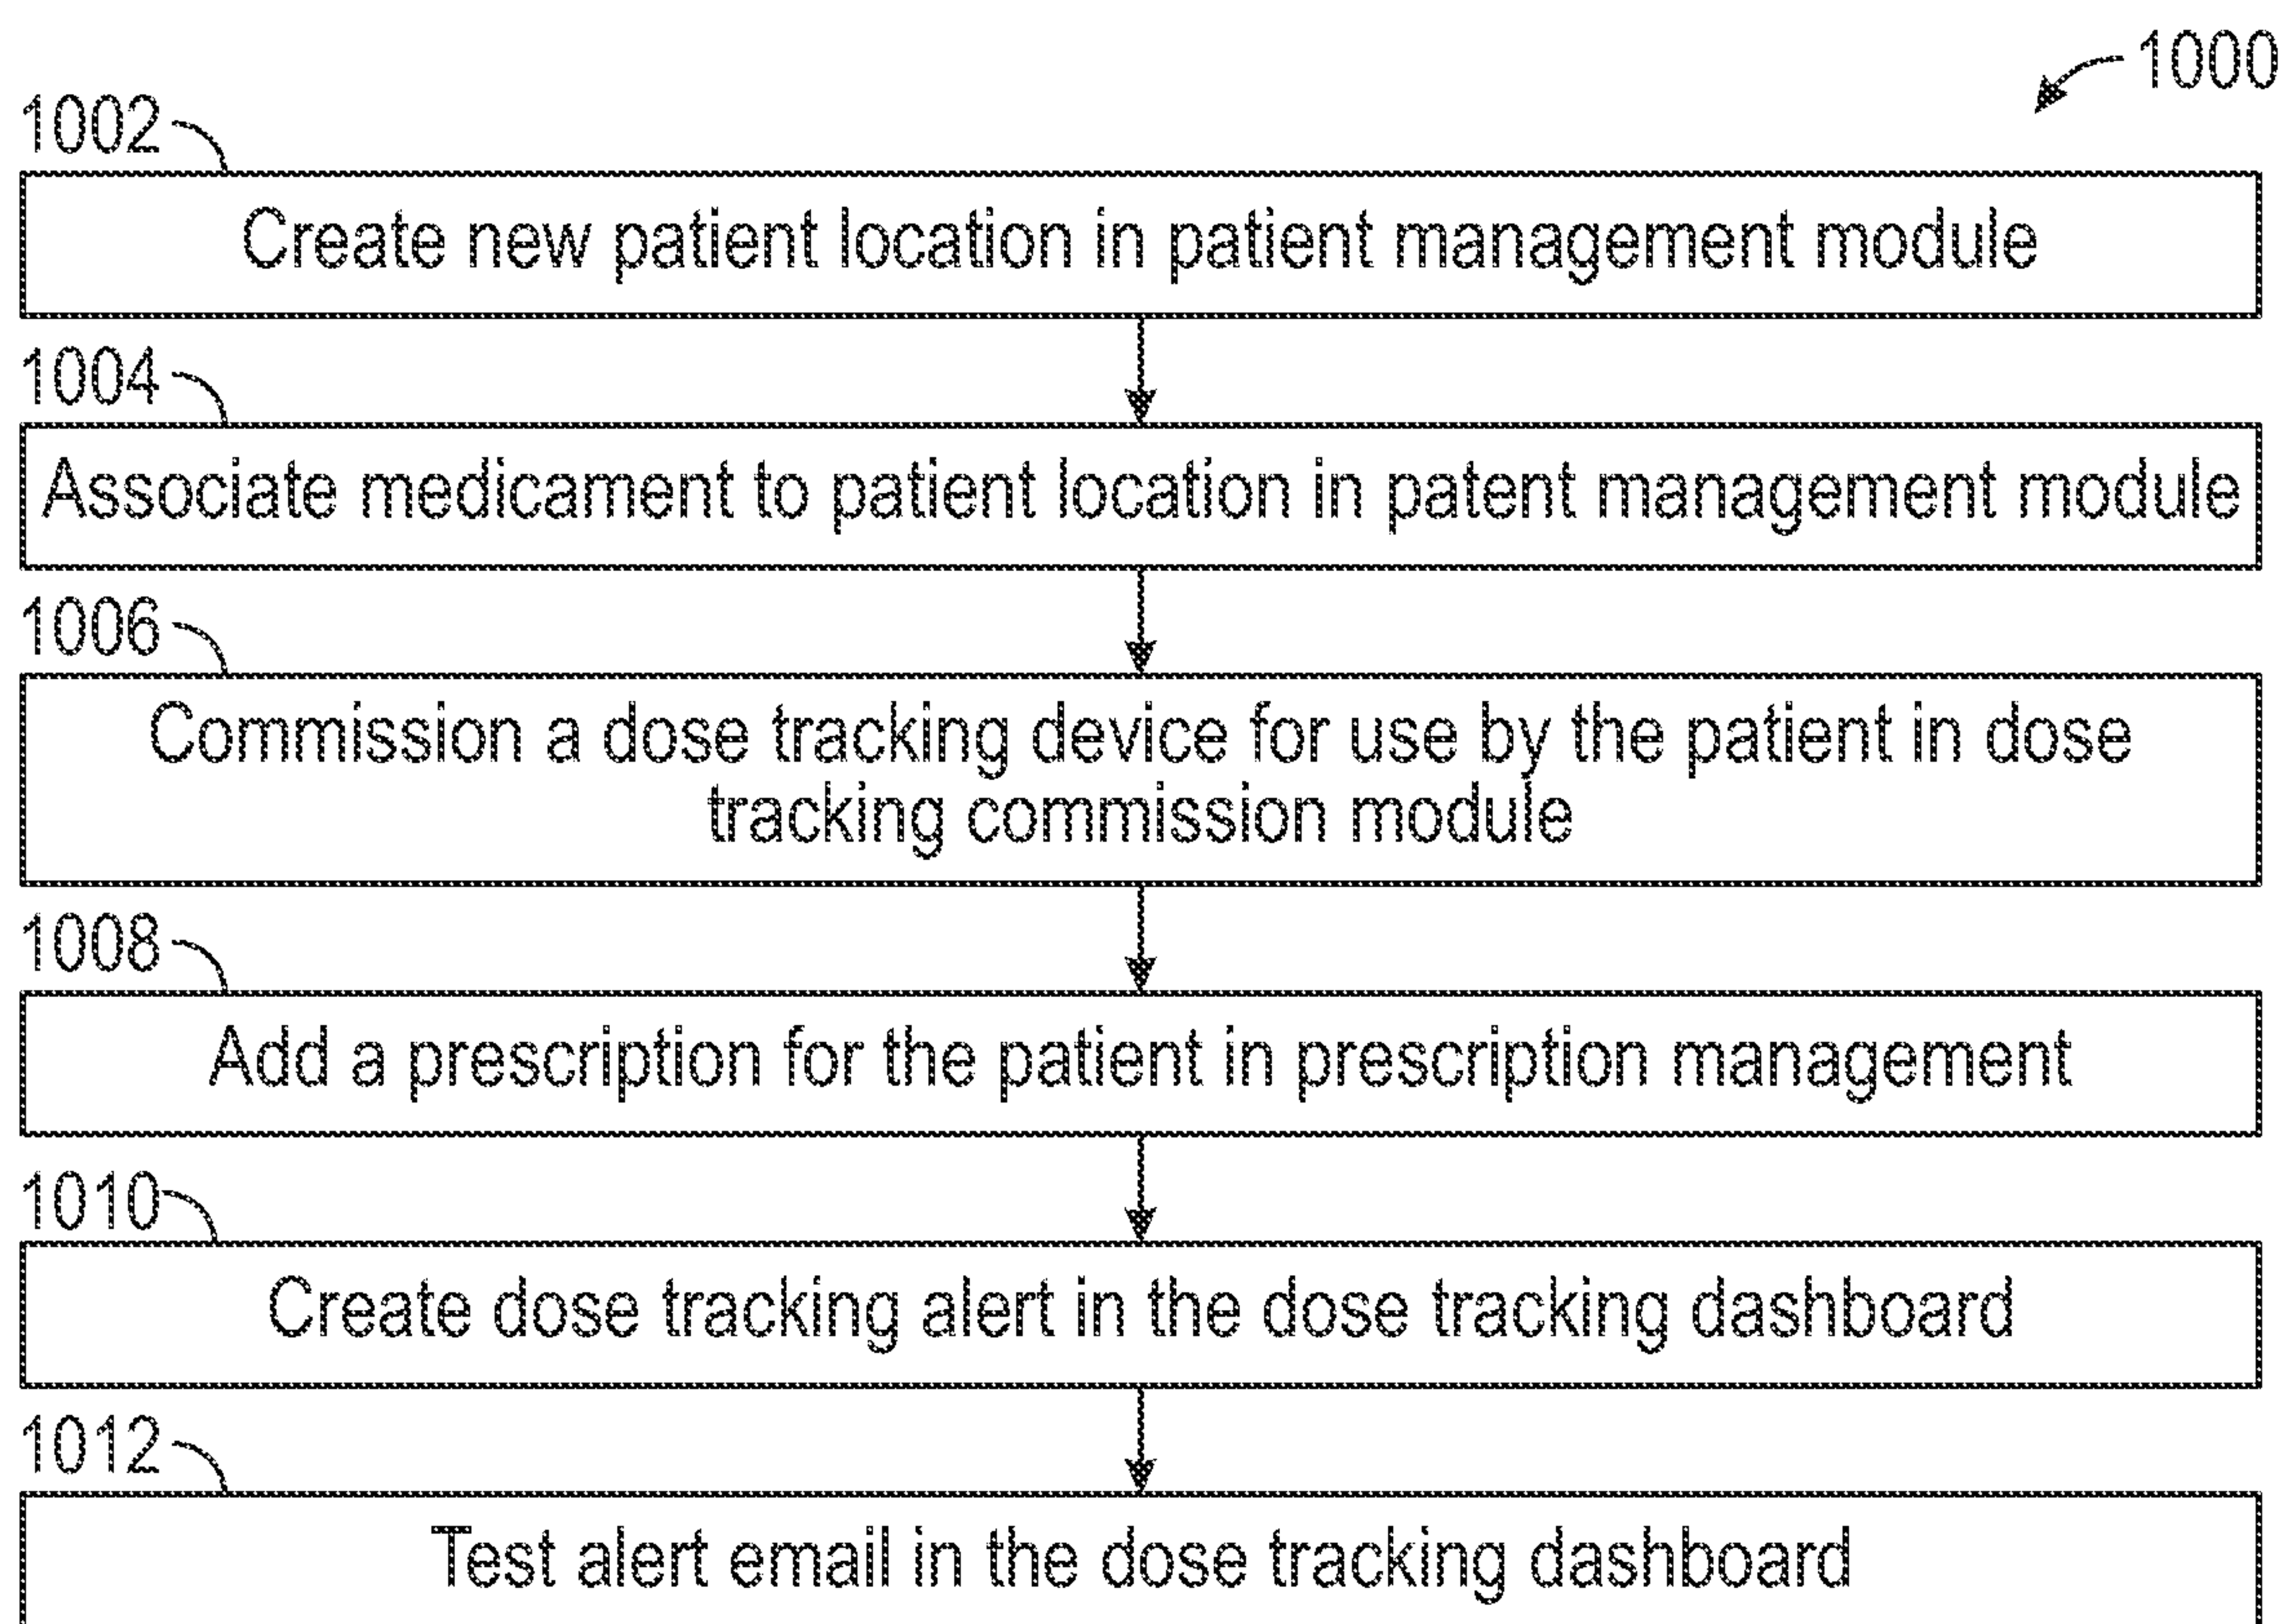 1000
1002
Create new patient location in patient management module
1004
Associate medicament to patient location in patent management module
1006
Commission a dose tracking device for use by the patient in dose
tracking commission module
1008
Add a prescription for the patient in prescription management
1010
Create dose tracking alert in the dose tracking dashboard
1012
Test alert email in the dose tracking dashboard